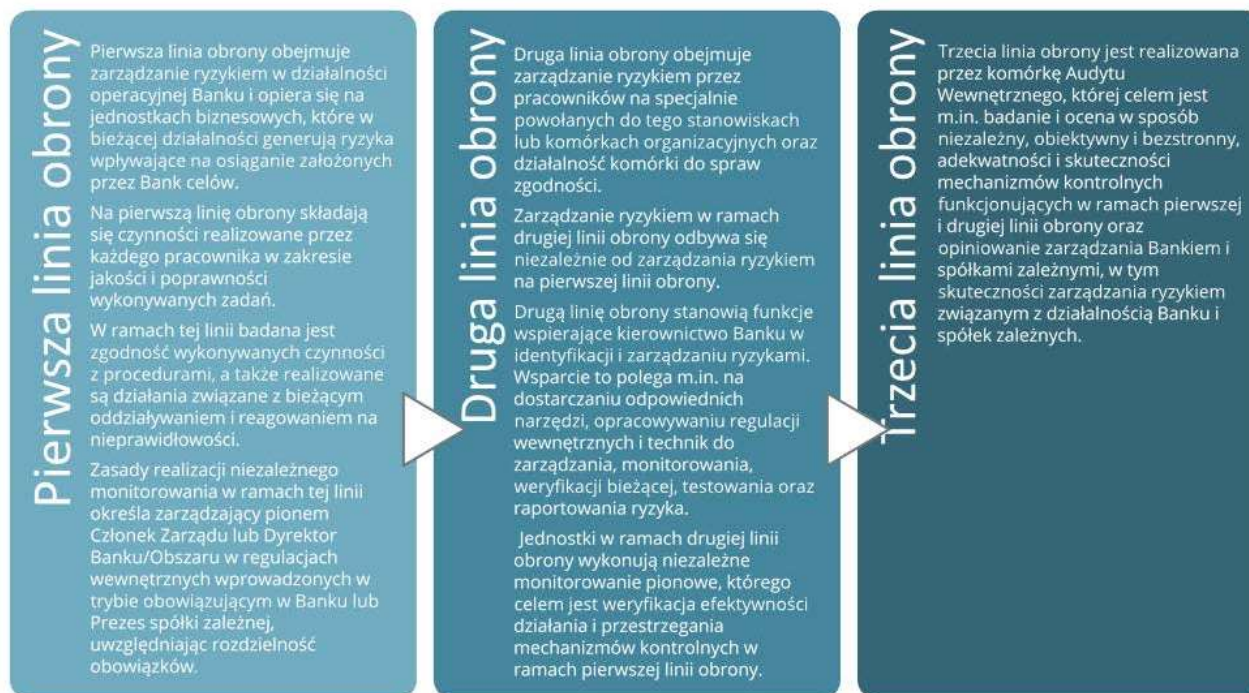 Pierwsza linia obrony
Pierwsza linia obrony obejmuje
zarządzanie ryzykiem w działalności
operacyjnej Banku i opiera się na
jednostkach biznesowych, które w
bieżącej działalności generują ryzyka
wpływające na osiąganie założonych
przez Bank celów.
Na pierwszą linię obrony składają
się czynności realizowane przez
każdego pracownika w zakresie
jakości i poprawności
wykonywanych zadań.
W ramach tej linii badana jest
zgodność wykonywanych czynności
z procedurami, a także realizowane
są działania związane z bieżącym
oddziaływaniem i reagowaniem na
nieprawidłowości.
Zasady realizacji niezależnego
monitorowania w ramach tej linii
określa zarządzający pionem
Członek Zarządu lub Dyrektor
Banku/Obszaru w regulacjach
wewnętrznych wprowadzonych w
trybie obowiązującym w Banku lub
Prezes spółki zależnej,
uwzględniając rozdzielność
obowiązków.
Druga linia obrony
Druga linia obrony obejmuje
zarządzanie ryzykiem przez
pracowników na specjalnie
powołanych do tego stanowiskach
lub komórkach organizacyjnych oraz
działalność komórki do spraw
zgodności.
Zarządzanie ryzykiem w ramach
drugiej linii obrony odbywa się
niezależnie od zarządzania ryzykiem
na pierwszej linii obrony.
Drugą linię obrony stanowią funkcje
wspierające kierownictwo Banku w
identyfikacji i zarządzaniu ryzykami.
Wsparcie to polega m.in. na
dostarczaniu odpowiednich
narzędzi, opracowywaniu regulacji
wewnętrznych i technik do
zarządzania, monitorowania,
weryfikacji bieżącej, testowania oraz
raportowania ryzyka.
Jednostki w ramach drugiej linii
obrony wykonują niezależne
monitorowanie pionowe, którego
celem jest weryfikacja efektywności
działania i przestrzegania
mechanizmów kontrolnych w
ramach pierwszej linii obrony.
Trzecia linia obrony
Trzecia linia obrony jest realizowana
przez komórkę Audytu
Wewnętrznego, której celem jest
m.in. badanie i ocena w sposób
niezależny, obiektywny i bezstronny,
adekwatności i skuteczności
mechanizmów kontrolnych
funkcjonujących w ramach pierwszej
i drugiej linii obrony oraz
opiniowanie zarządzania Bankiem i
spółkami zależnymi, w tym
skuteczności zarządzania ryzykiem
związanym z działalnością Banku i
spółek zależnych.